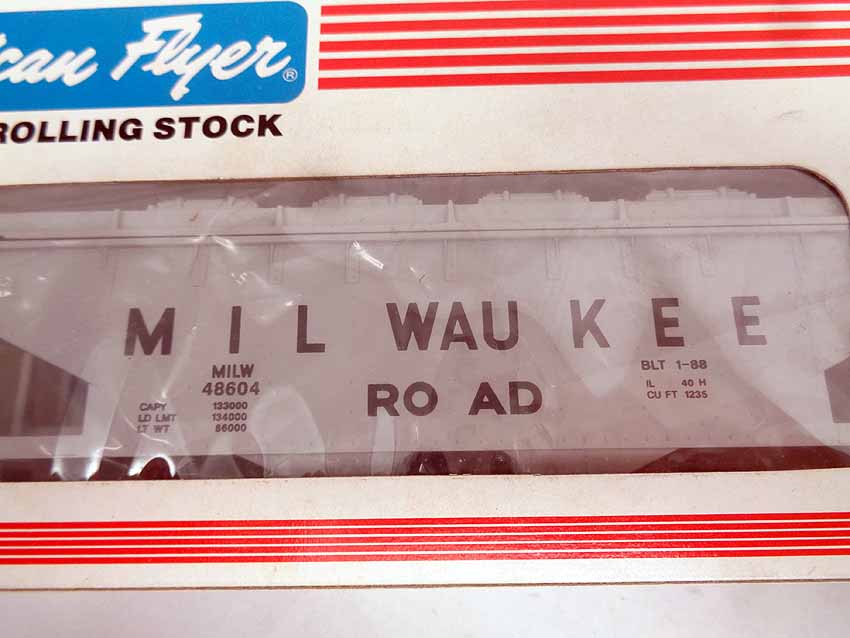 can Flyer®
ROLLING STOCK
MILWAUKEE
ROAD
MILW
48604
CAPY 133000
LD LMT 134000
LT WT 86000
BLT 1-88
IL 40 H
CU FT 1235